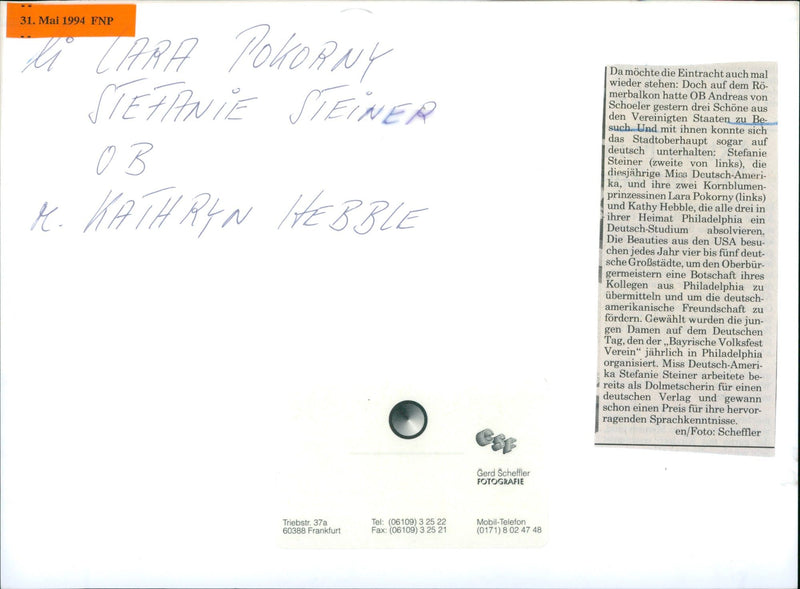 31. Mai 1994 FNP
li LARA POKORNY
STEFANIE STEINER
OB
r. KATHRYN HEBBLE
Da möchte die Eintracht auch mal
wieder stehen: Doch auf dem Rö-
merbalkon hatte OB Andreas von
Schoeler gestern drei Schöne aus
den Vereinigten Staaten zu Be-
such. Und mit ihnen konnte sich
das Stadtoberhaupt sogar auf
deutsch unterhalten: Stefanie
Steiner (zweite von links), die
diesjährige Miss Deutsch-Ameri-
ka, und ihre zwei Kornblumen-
prinzessinen Lara Pokorny (links)
und Kathy Hebble, die alle drei in
ihrer Heimat Philadelphia ein
Deutsch-Studium absolvieren.
Die Beauties aus den USA besu-
chen jedes Jahr vier bis fünf deut-
sche Großstädte, um den Oberbür-
germeistern eine Botschaft ihres
Kollegen aus Philadelphia zu
übermitteln und um die deutsch-
amerikanische Freundschaft zu
fördern. Gewählt wurden die jun-
gen Damen auf dem Deutschen
Tag, den der „Bayrische Volksfest
Verein" jährlich in Philadelphia
organisiert. Miss Deutsch-Ameri-
ka Stefanie Steiner arbeitete be-
reits als Dolmetscherin für einen
deutschen Verlag und gewann
schon einen Preis für ihre hervor-
ragenden Sprachkenntnisse.
en/Foto: Scheffler
GSF
Gerd Scheffler
FOTOGRAFIE
Triebstr. 37a
60388 Frankfurt
Tel: (06109) 3 25 22
Fax: (06109) 3 25 21
Mobil-Telefon
(0171) 8 02 47 48